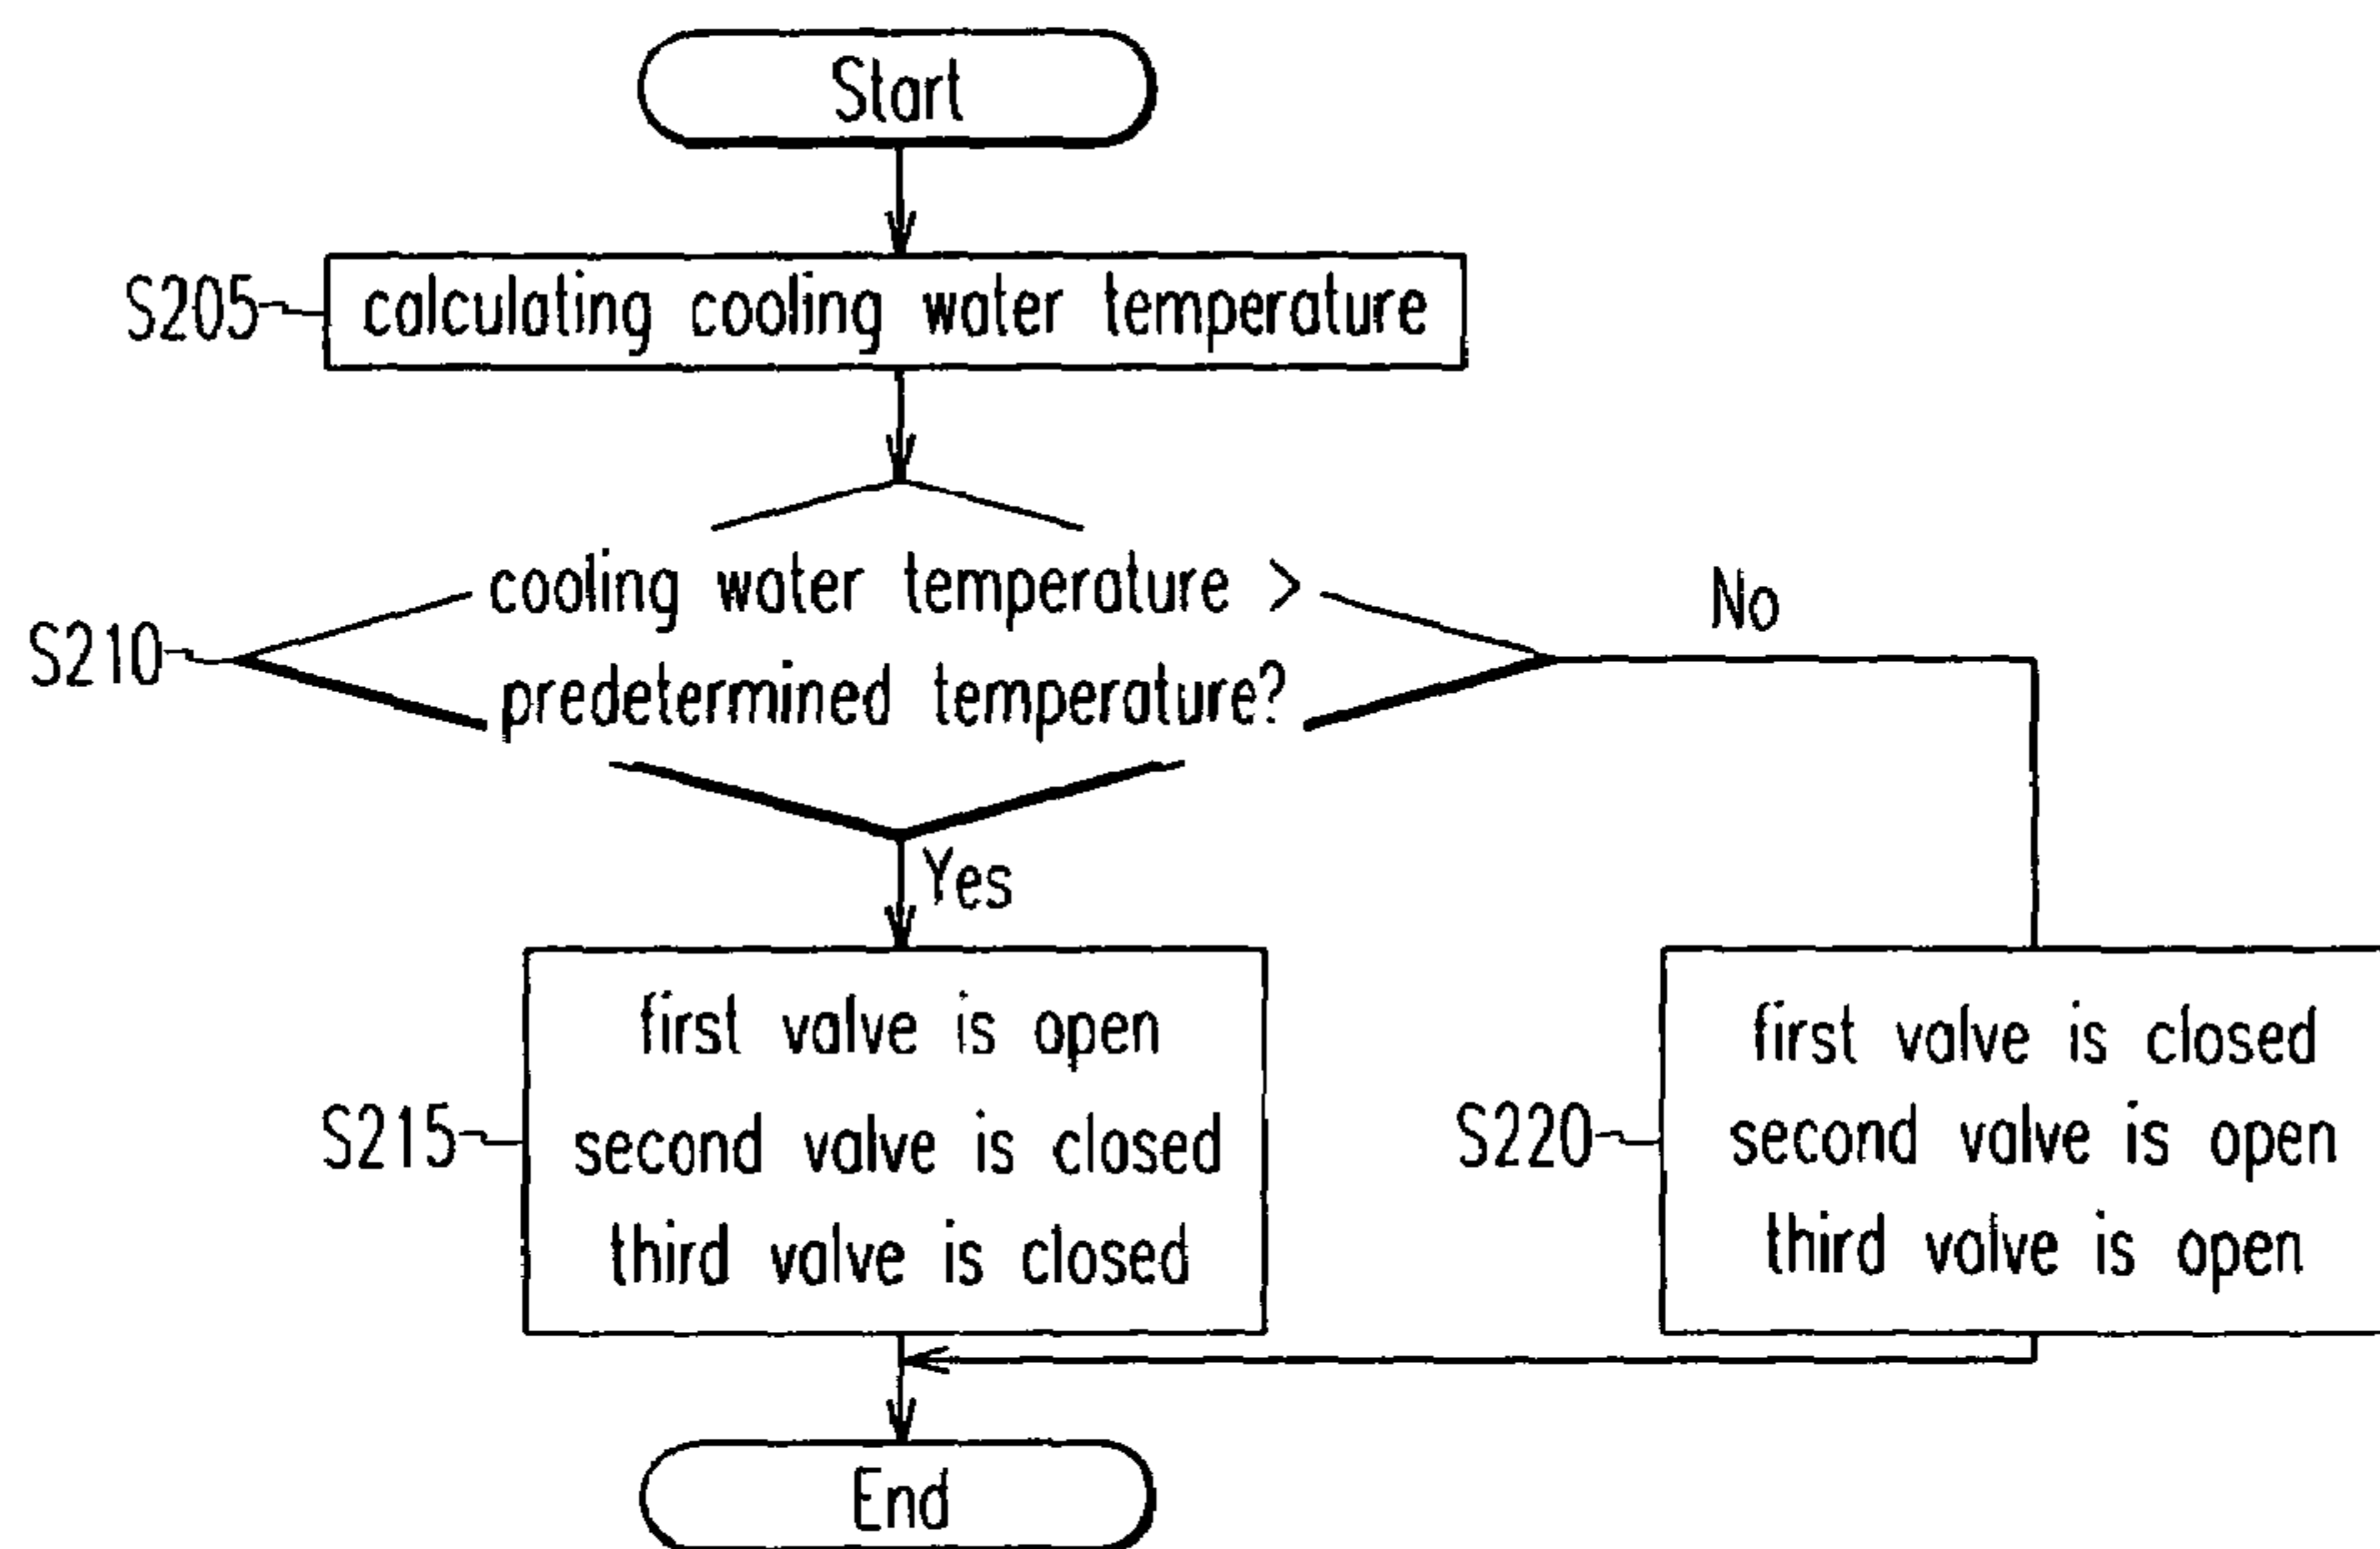 Start
S205
calculating cooling water temperature
S210
cooling water temperature >
predetermined temperature?
No
Yes
S215
first valve is open
second valve is closed
third valve is closed
S220
first valve is closed
second valve is open
third valve is open
End